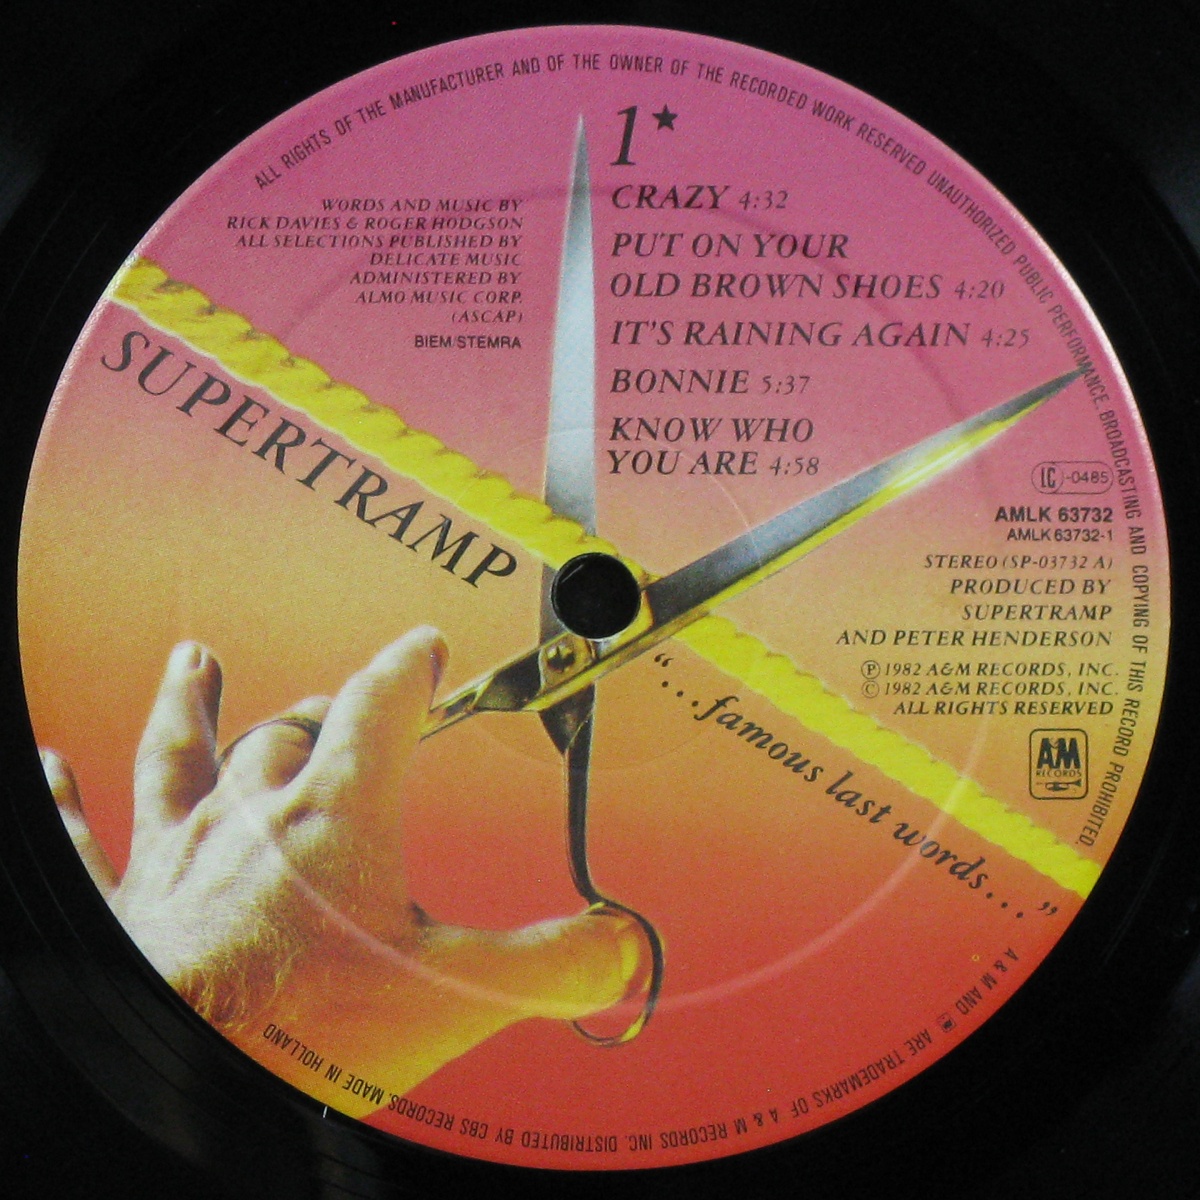 ALL RIGHTS OF THE MANUFACTURER AND OF THE OWNER OF THE RECORDED WORK RESERVED UNAUTHORIZED PUBLIC PERFORMANCE, BROADCASTING AND COPYING OF THIS RECORD PROHIBITED.
1★
CRAZY 4:32
PUT ON YOUR
OLD BROWN SHOES 4:20
IT'S RAINING AGAIN 4:25
BONNIE 5:37
KNOW WHO
YOU ARE 4:58
WORDS AND MUSIC BY
RICK DAVIES & ROGER HODGSON
ALL SELECTIONS PUBLISHED BY
DELICATE MUSIC
ADMINISTERED BY
ALMO MUSIC CORP.
(ASCAP)
BIEM/STEMRA
SUPERTRAMP
LC-0485
AMLK 63732
AMLK 63732-1
STEREO (SP-03732 A)
PRODUCED BY
SUPERTRAMP
AND PETER HENDERSON
Ⓟ 1982 A&M RECORDS, INC.
© 1982 A&M RECORDS, INC.
ALL RIGHTS RESERVED
A&M
RECORDS
“...famous last words...”
A & M AND A&M ARE TRADEMARKS OF A & M RECORDS INC. DISTRIBUTED BY CBS RECORDS. MADE IN HOLLAND